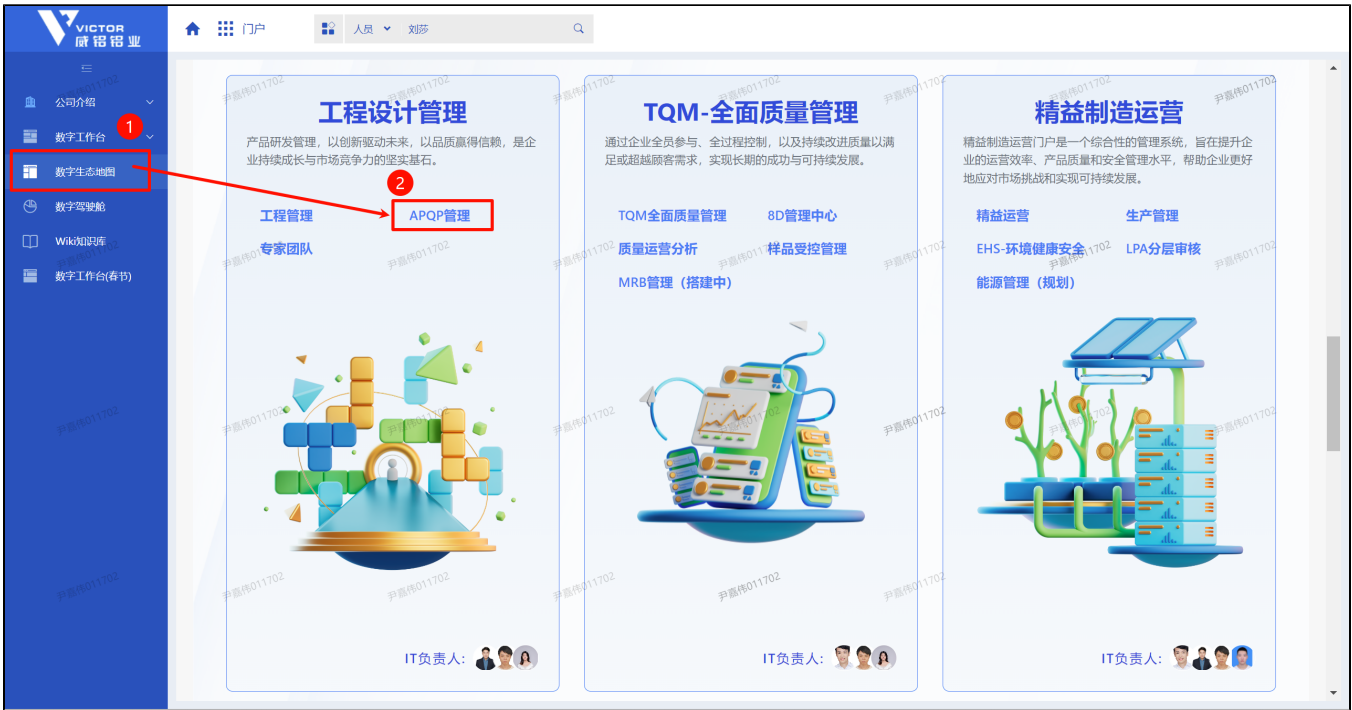 VICTOR
威铝铝业
门户
人员
刘莎
公司介绍
数字工作台
1
数字生态地图
数字驾驶舱
Wiki知识库
数字工作台(春节)
工程设计管理
产品研发管理，以创新驱动未来，以品质赢得信赖，是企
业持续成长与市场竞争力的坚实基石。
2
工程管理
APQP管理
专家团队
IT负责人:
TQM-全面质量管理
通过企业全员参与、全过程控制，以及持续改进质量以满
足或超越顾客需求，实现长期的成功与可持续发展。
TQM全面质量管理
8D管理中心
质量运营分析
样品受控管理
MRB管理（搭建中）
IT负责人:
精益制造运营
精益制造运营门户是一个综合性的管理系统，旨在提升企
业的运营效率、产品质量和安全管理水平，帮助企业更好
地应对市场挑战和实现可持续发展。
精益运营
生产管理
EHS-环境健康安全
LPA分层审核
能源管理（规划）
IT负责人:
尹嘉伟011702